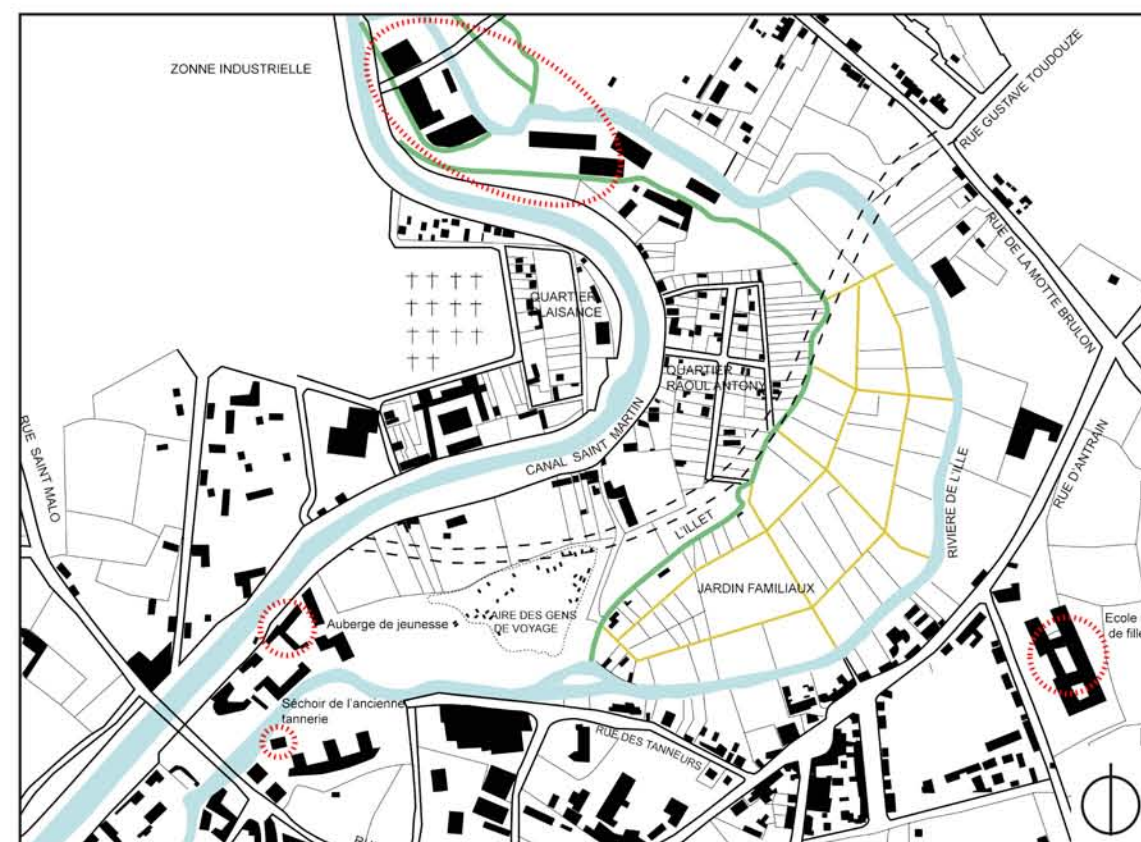 ZONNE INDUSTRIELLE
RUE GUSTAVE TOUDOUZE
RUE DE LA MOTTE BRULON
QUARTIER
PLAISANCE
QUARTIER
RAOUL ANTONY
RUE SAINT MALO
CANAL SAINT MARTIN
RUE D'ANTRAIN
RIVIERE DE L'ILLE
L'ILLET
JARDIN FAMILIAUX
AIRE DES GENS
DE VOYAGE
Auberge de jeunesse
Ecole
de fille
Séchoir de l'ancienne
tannerie
RUE DES TANNEURS